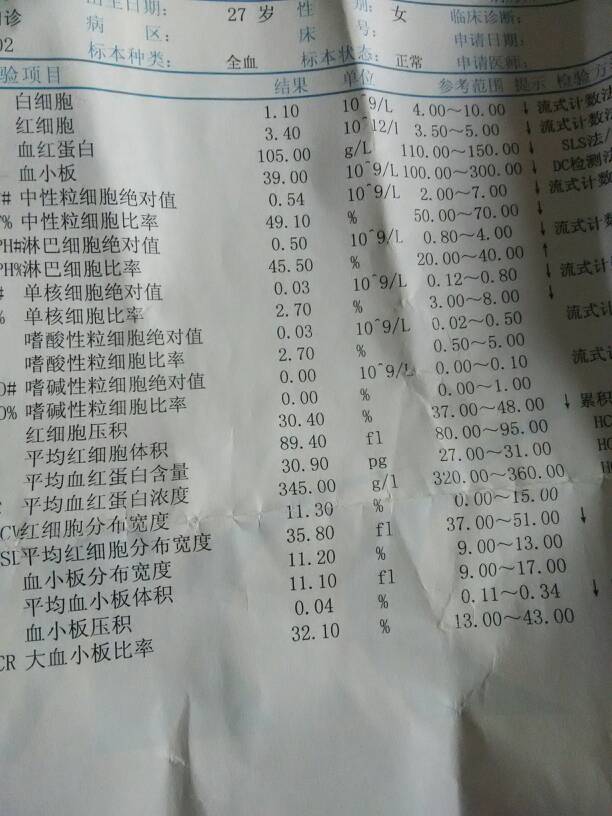 出生日期: 27 岁 性 别: 女 临床诊断:
诊 病 区: 床 号: 申请日期:
02 标本种类: 全血 标本状态: 正常 申请医师:
验项目 结果 单位 参考范围 提示 检验方
白细胞 1.10 10^9/L 4.00~10.00 ↓ 流式计数法
红细胞 3.40 10^12/l 3.50~5.00 ↓ 流式计数法
血红蛋白 105.00 g/L 110.00~150.00 ↓ SLS法
血小板 39.00 10^9/L 100.00~300.00 ↓ DC检测法
# 中性粒细胞绝对值 0.54 10^9/L 2.00~7.00 ↓ 流式计数
% 中性粒细胞比率 49.10 % 50.00~70.00 ↓
PH#淋巴细胞绝对值 0.50 10^9/L 0.80~4.00 ↓ 流式计数
PH%淋巴细胞比率 45.50 % 20.00~40.00 ↑
# 单核细胞绝对值 0.03 10^9/L 0.12~0.80 ↓ 流式计
% 单核细胞比率 2.70 % 3.00~8.00 ↓
嗜酸性粒细胞绝对值 0.03 10^9/L 0.02~0.50 流式计
嗜酸性粒细胞比率 2.70 % 0.50~5.00
O# 嗜碱性粒细胞绝对值 0.00 10^9/L 0.00~0.10 流式计
O% 嗜碱性粒细胞比率 0.00 % 0.00~1.00
红细胞压积 30.40 % 37.00~48.00 ↓ 累积
平均红细胞体积 89.40 fl 80.00~95.00 HC
平均血红蛋白含量 30.90 pg 27.00~31.00 HC
平均血红蛋白浓度 345.00 g/l 320.00~360.00 HC
CV红细胞分布宽度 11.30 % 0.00~15.00
SL平均红细胞分布宽度 35.80 fl 37.00~51.00 ↓
血小板分布宽度 11.20 % 9.00~13.00
平均血小板体积 11.10 fl 9.00~17.00
血小板压积 0.04 % 0.11~0.34 ↓
CR 大血小板比率 32.10 % 13.00~43.00